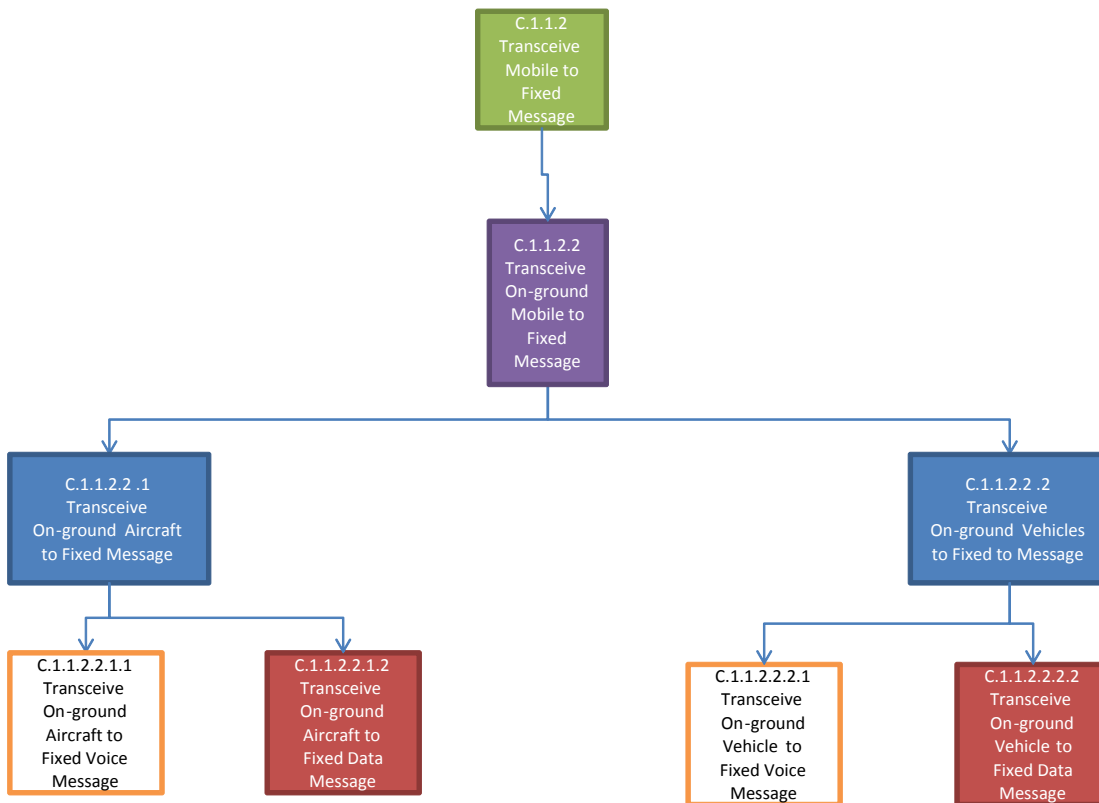 C.1.1.2
Transceive
Mobile to
Fixed
Message
C.1.1.2.2
Transceive
On-ground
Mobile to
Fixed
Message
C.1.1.2.2 .1
Transceive
On-ground Aircraft
to Fixed Message
C.1.1.2.2 .2
Transceive
On-ground Vehicles
to Fixed to Message
C.1.1.2.2.1.1
Transceive
On-ground
Aircraft to
Fixed Voice
Message
C.1.1.2.2.1.2
Transceive
On-ground
Aircraft to
Fixed Data
Message
C.1.1.2.2.2.1
Transceive
On-ground
Vehicle to
Fixed Voice
Message
C.1.1.2.2.2.2
Transceive
On-ground
Vehicle to
Fixed Data
Message